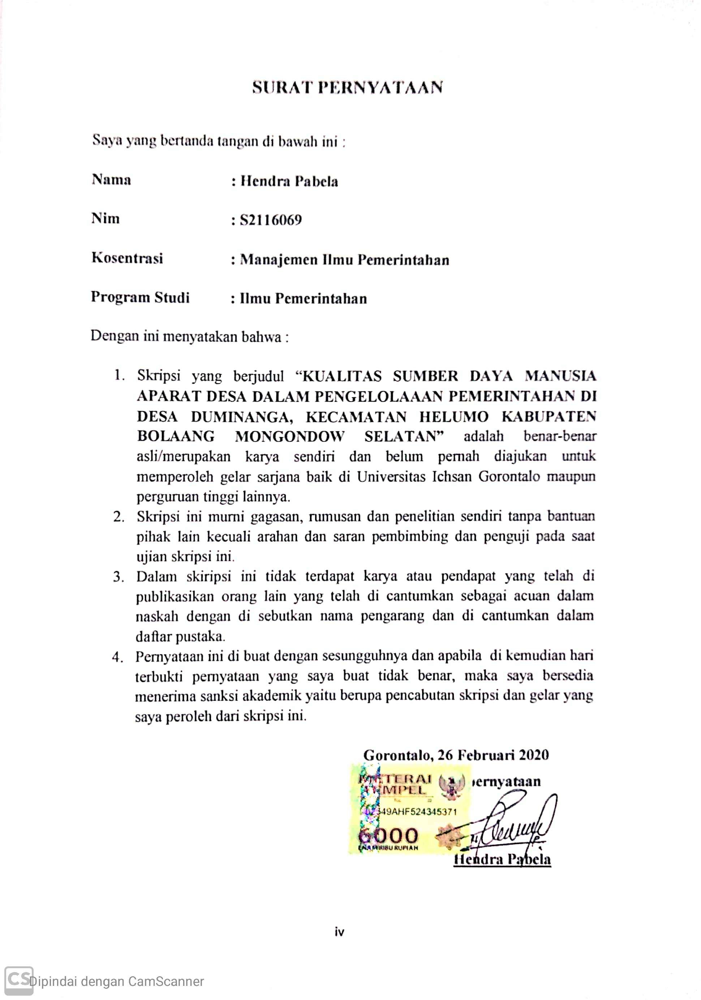 SURAT PERNYATAAN
Saya yang bertanda tangan di bawah ini :
Nama : Hendra Pabela
Nim : S2116069
Kosentrasi : Manajemen Ilmu Pemerintahan
Program Studi : Ilmu Pemerintahan
Dengan ini menyatakan bahwa :
1. Skripsi yang berjudul “KUALITAS SUMBER DAYA MANUSIA
APARAT DESA DALAM PENGELOLAAAN PEMERINTAHAN DI
DESA DUMINANGA, KECAMATAN HELUMO KABUPATEN
BOLAANG MONGONDOW SELATAN” adalah benar-benar
asli/merupakan karya sendiri dan belum pernah diajukan untuk
memperoleh gelar sarjana baik di Universitas Ichsan Gorontalo maupun
perguruan tinggi lainnya.
2. Skripsi ini murni gagasan, rumusan dan penelitian sendiri tanpa bantuan
pihak lain kecuali arahan dan saran pembimbing dan penguji pada saat
ujian skripsi ini.
3. Dalam skiripsi ini tidak terdapat karya atau pendapat yang telah di
publikasikan orang lain yang telah di cantumkan sebagai acuan dalam
naskah dengan di sebutkan nama pengarang dan di cantumkan dalam
daftar pustaka.
4. Pernyataan ini di buat dengan sesungguhnya dan apabila di kemudian hari
terbukti pernyataan yang saya buat tidak benar, maka saya bersedia
menerima sanksi akademik yaitu berupa pencabutan skripsi dan gelar yang
saya peroleh dari skripsi ini.
Gorontalo, 26 Februari 2020
METERAI
TEMPEL
ernyataan
49AHF524345371
6000
ENAM RIBU RUPIAH
Hendra Pabela
iv
CS Dipindai dengan CamScanner